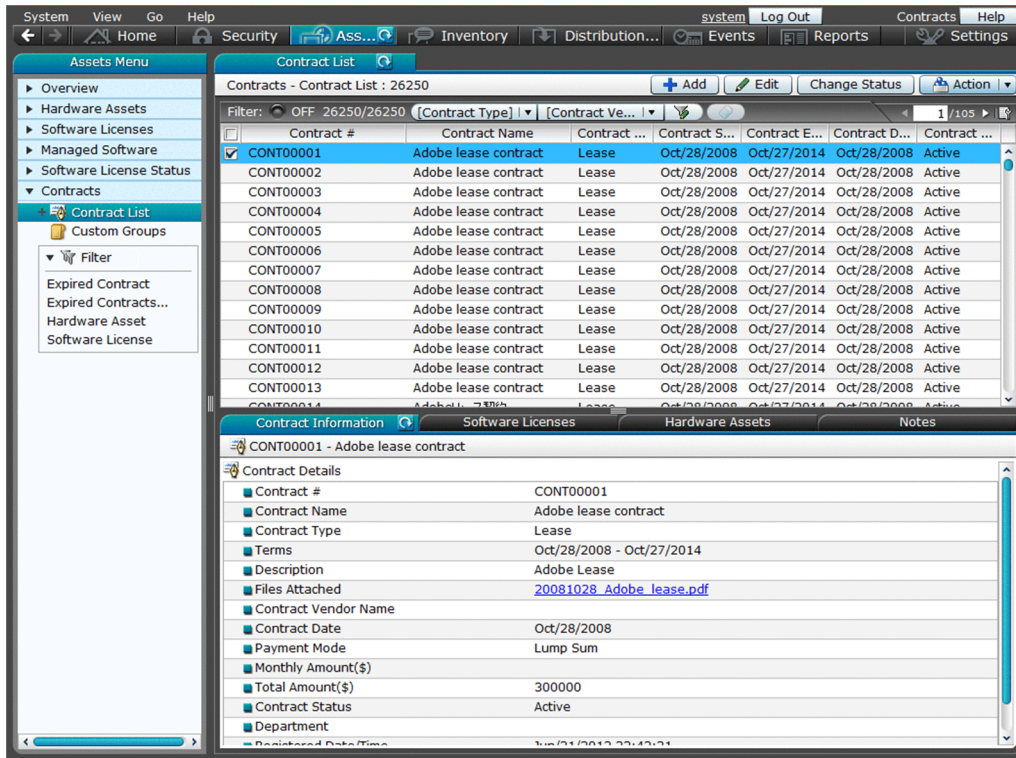 System View Go Help system Log Out Contracts Help
Home Security Ass... Inventory Distribution... Events Reports Settings
Assets Menu
Overview
Hardware Assets
Software Licenses
Managed Software
Software License Status
Contracts
Contract List
Custom Groups
Filter
Expired Contract
Expired Contracts...
Hardware Asset
Software License
Contract List
Contracts - Contract List : 26250 Add Edit Change Status Action
Filter: OFF 26250/26250 [Contract Type] [Contract Ve... 1 /105
Contract # Contract Name Contract ... Contract S... Contract E... Contract D... Contract ...
CONT00001 Adobe lease contract Lease Oct/28/2008 Oct/27/2014 Oct/28/2008 Active
CONT00002 Adobe lease contract Lease Oct/28/2008 Oct/27/2014 Oct/28/2008 Active
CONT00003 Adobe lease contract Lease Oct/28/2008 Oct/27/2014 Oct/28/2008 Active
CONT00004 Adobe lease contract Lease Oct/28/2008 Oct/27/2014 Oct/28/2008 Active
CONT00005 Adobe lease contract Lease Oct/28/2008 Oct/27/2014 Oct/28/2008 Active
CONT00006 Adobe lease contract Lease Oct/28/2008 Oct/27/2014 Oct/28/2008 Active
CONT00007 Adobe lease contract Lease Oct/28/2008 Oct/27/2014 Oct/28/2008 Active
CONT00008 Adobe lease contract Lease Oct/28/2008 Oct/27/2014 Oct/28/2008 Active
CONT00009 Adobe lease contract Lease Oct/28/2008 Oct/27/2014 Oct/28/2008 Active
CONT00010 Adobe lease contract Lease Oct/28/2008 Oct/27/2014 Oct/28/2008 Active
CONT00011 Adobe lease contract Lease Oct/28/2008 Oct/27/2014 Oct/28/2008 Active
CONT00012 Adobe lease contract Lease Oct/28/2008 Oct/27/2014 Oct/28/2008 Active
CONT00013 Adobe lease contract Lease Oct/28/2008 Oct/27/2014 Oct/28/2008 Active
CONT00014 Lease Oct/28/2008 Oct/27/2014 Oct/28/2008 Active
Contract Information Software Licenses Hardware Assets Notes
CONT00001 - Adobe lease contract
Contract Details
Contract # CONT00001
Contract Name Adobe lease contract
Contract Type Lease
Terms Oct/28/2008 - Oct/27/2014
Description Adobe Lease
Files Attached 20081028_Adobe_lease.pdf
Contract Vendor Name
Contract Date Oct/28/2008
Payment Mode Lump Sum
Monthly Amount($)
Total Amount($) 300000
Contract Status Active
Department
Registered Date/Time